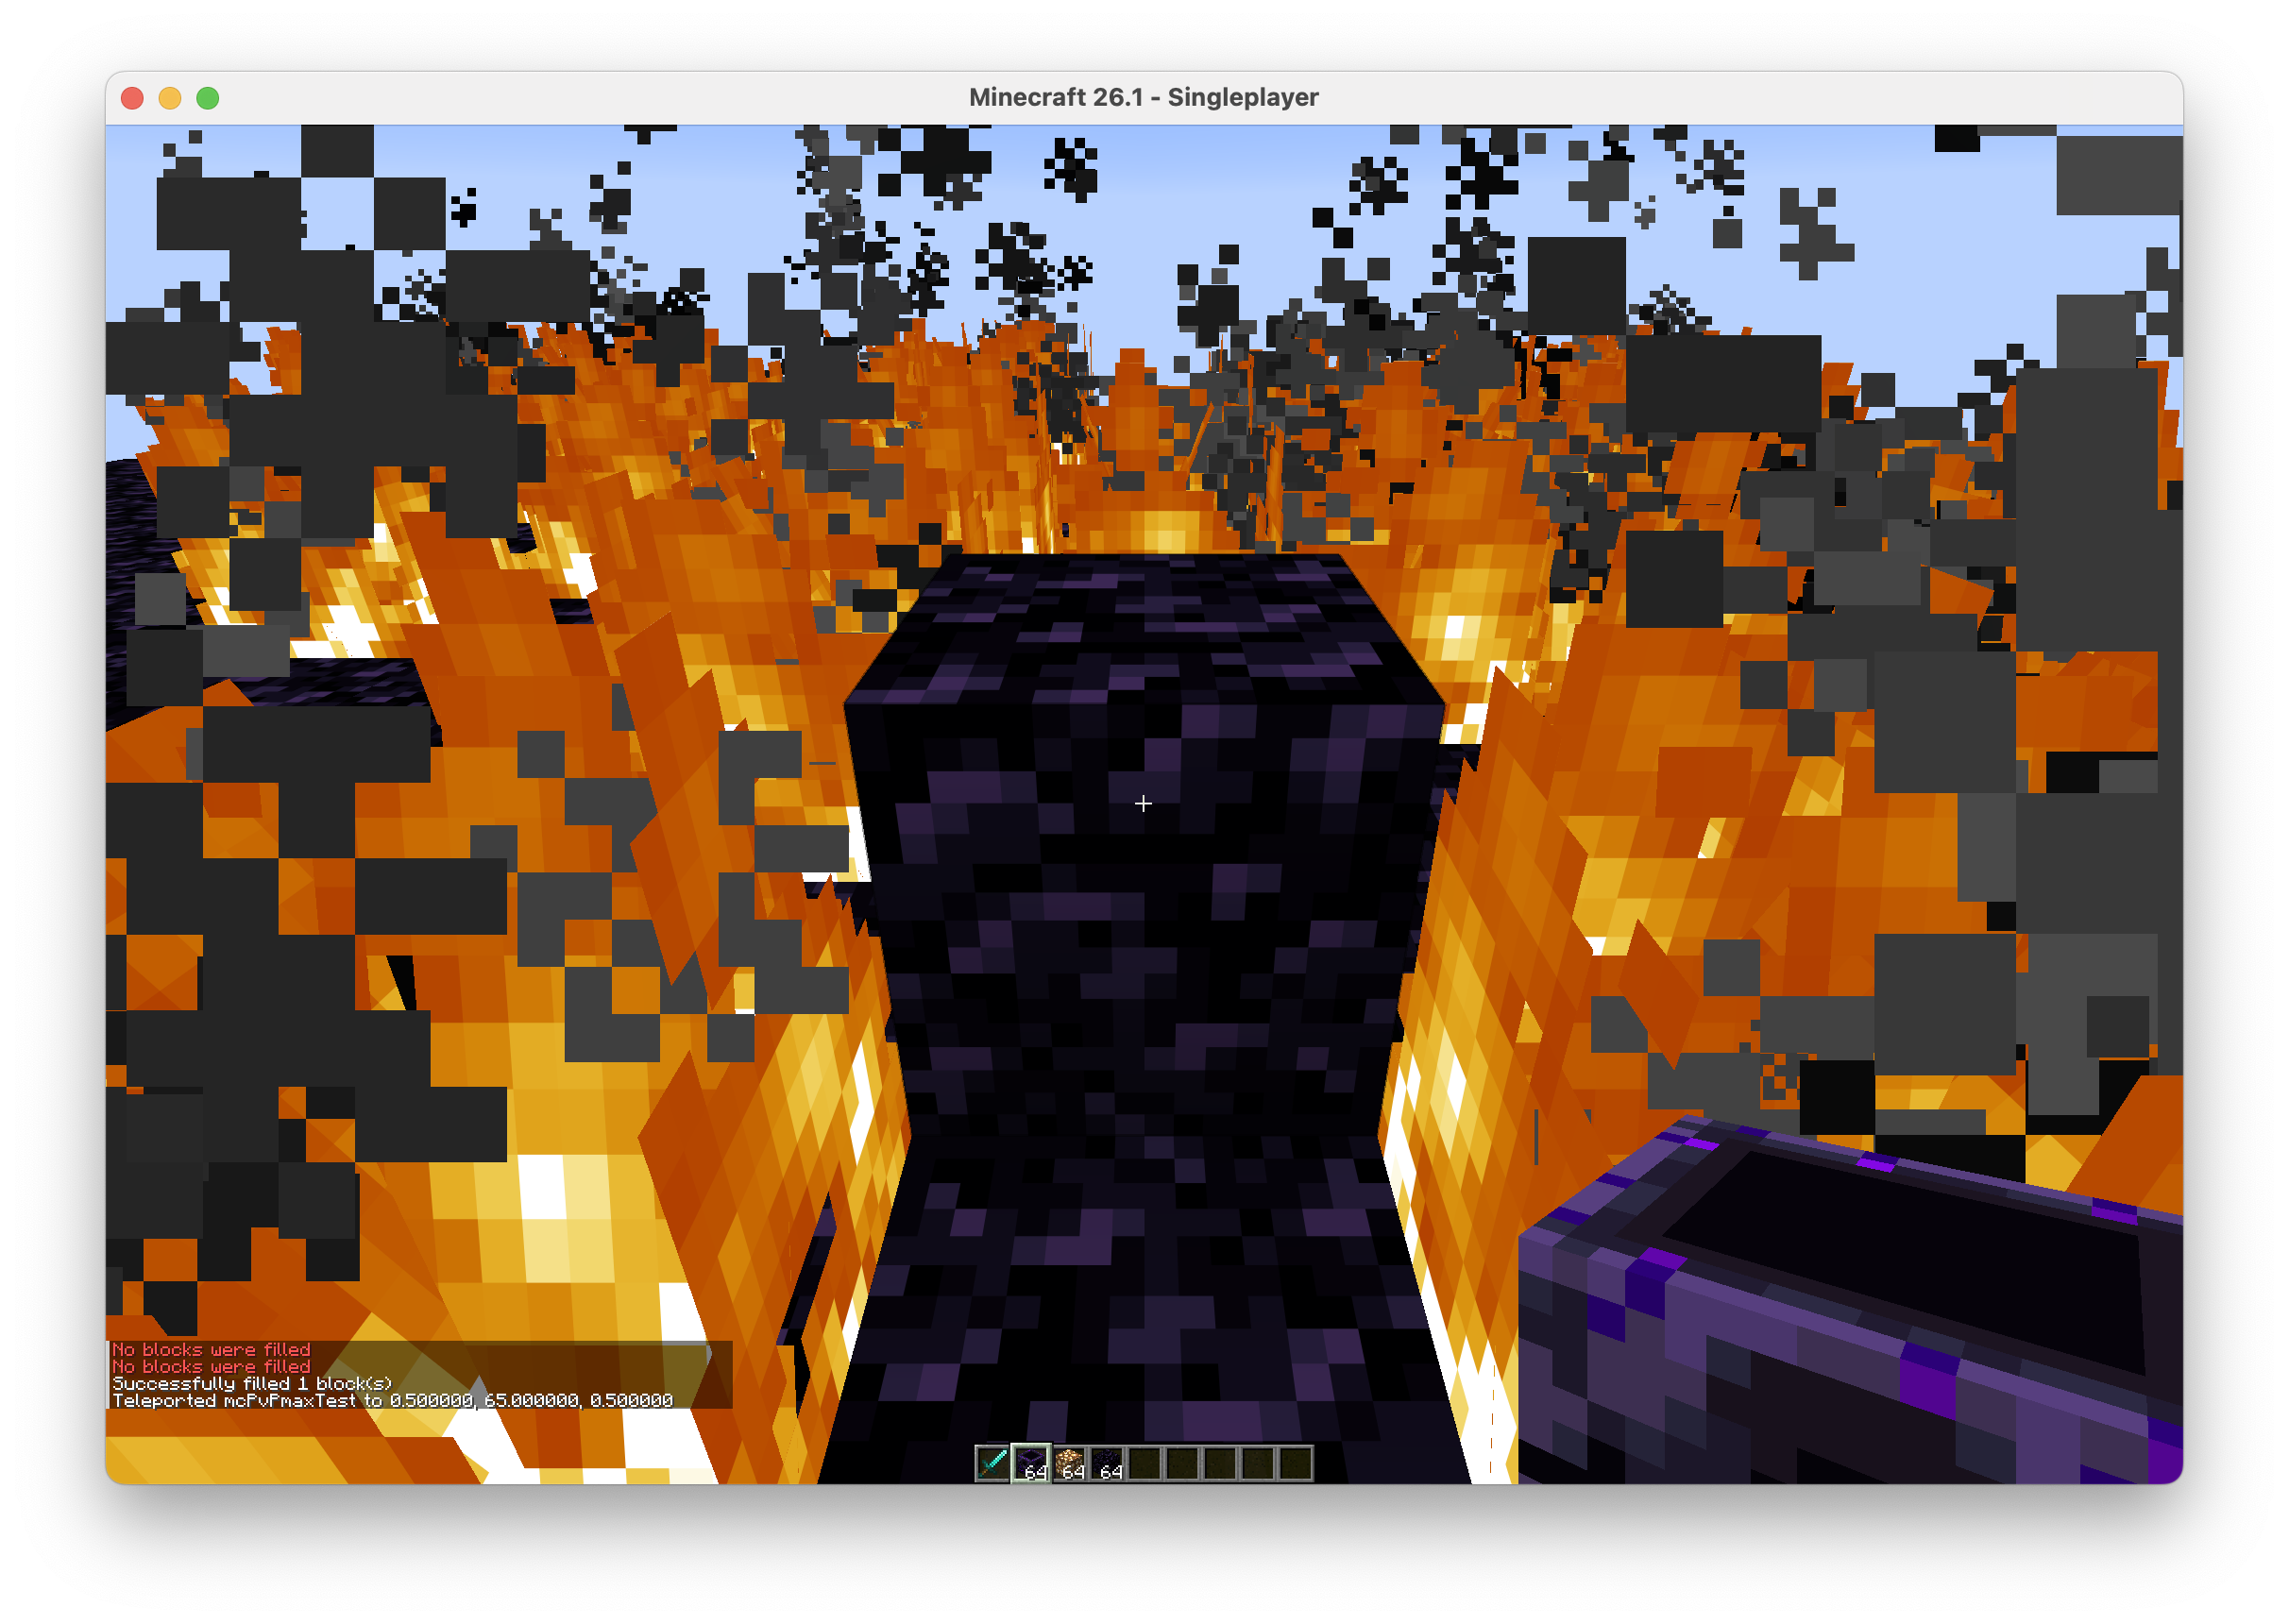 Minecraft 26.1 - Singleplayer
No blocks were filled
No blocks were filled
Successfully filled 1 block(s)
Teleported mcPvPmaxTest to 0.500000, 65.000000, 0.500000
64 64 64